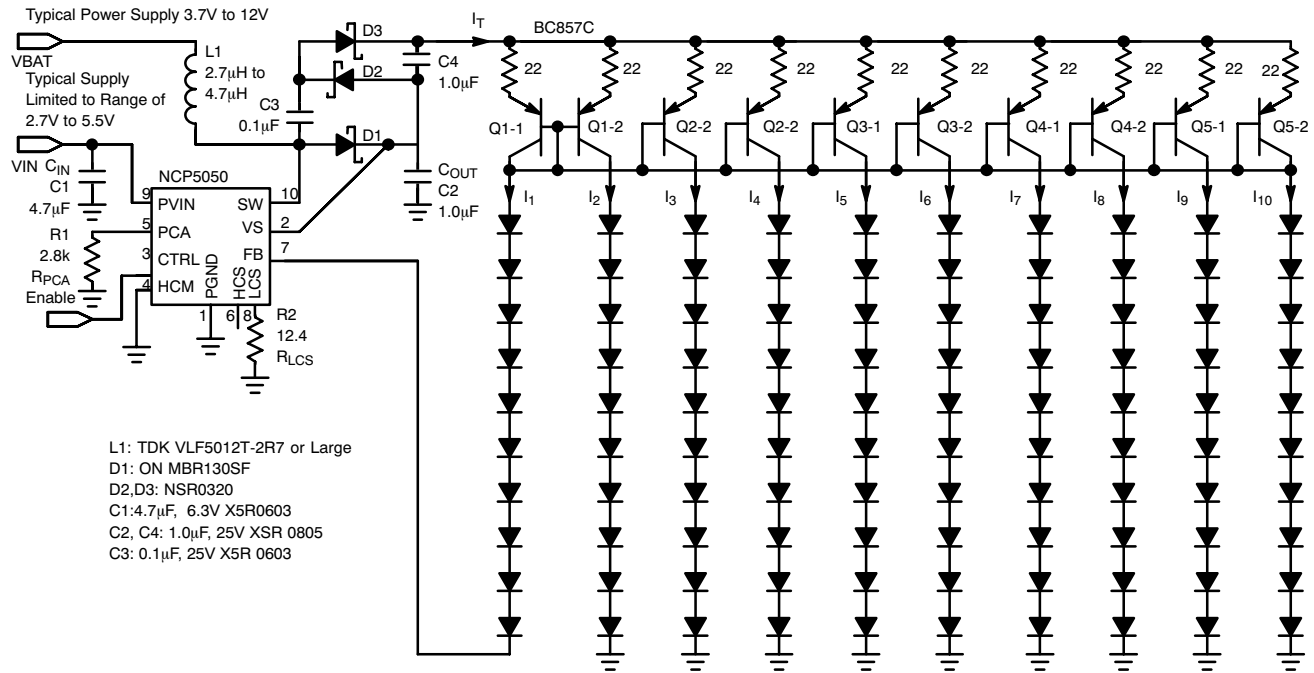 Typical Power Supply 3.7V to 12V
VBAT
Typical Supply
Limited to Range of
2.7V to 5.5V
VIN
CIN
C1
4.7μF
L1
2.7μH to
4.7μH
C3
0.1μF
D3
D2
D1
C4
1.0μF
COUT
C2
1.0μF
IT
BC857C
22 22 22 22 22 22 22 22 22 22
Q1-1 Q1-2 Q2-2 Q2-2 Q3-1 Q3-2 Q4-1 Q4-2 Q5-1 Q5-2
I1 I2 I3 I4 I5 I6 I7 I8 I9 I10
NCP5050
9 PVIN SW 10
5 PCA VS 2
3 CTRL FB 7
4 HCM
PGND HCS LCS
1 6 8
R1
2.8k
RPCA
Enable
R2
12.4
RLCS
L1: TDK VLF5012T-2R7 or Large
D1: ON MBR130SF
D2,D3: NSR0320
C1:4.7μF, 6.3V X5R0603
C2, C4: 1.0μF, 25V XSR 0805
C3: 0.1μF, 25V X5R 0603